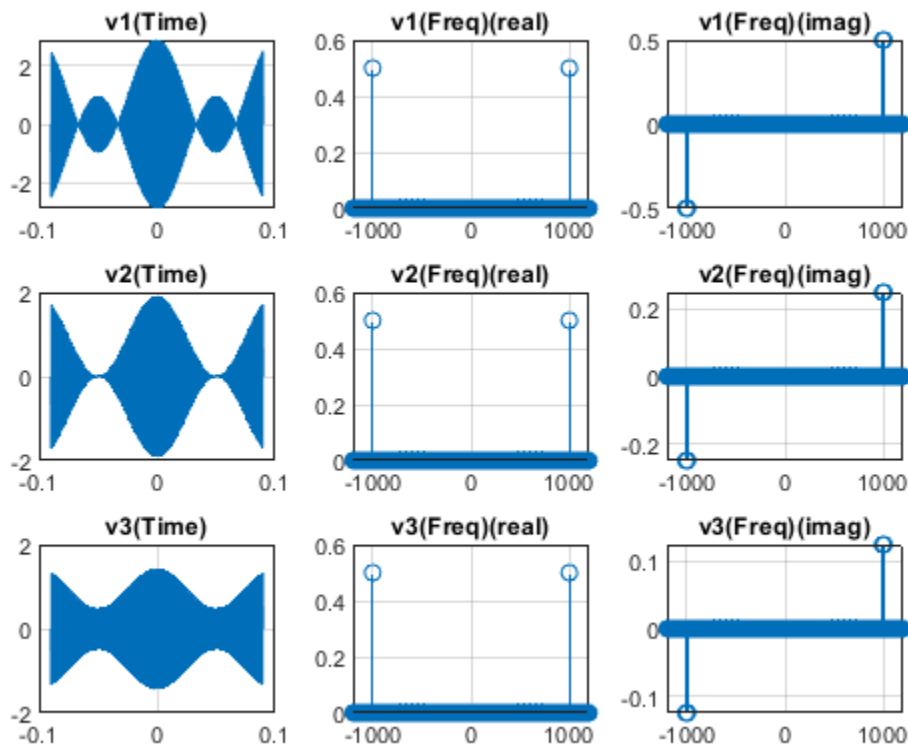 v1(Time) v1(Freq)(real) v1(Freq)(imag)
2
0
-2
-0.1 0 0.1
0.6
0.4
0.2
0
-1000 0 1000
0.5
0
-0.5
-1000 0 1000
v2(Time) v2(Freq)(real) v2(Freq)(imag)
2
0
-2
-0.1 0 0.1
0.6
0.4
0.2
0
-1000 0 1000
0.2
0
-0.2
-1000 0 1000
v3(Time) v3(Freq)(real) v3(Freq)(imag)
2
0
-2
-0.1 0 0.1
0.6
0.4
0.2
0
-1000 0 1000
0.1
0
-0.1
-1000 0 1000